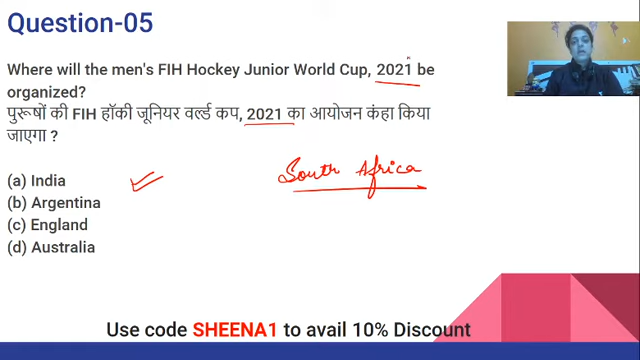 Question-05
Where will the men's FIH Hockey Junior World Cup, 2021 be
organized?
पुरूषों की FIH हॉकी जूनियर वर्ल्ड कप, 2021 का आयोजन कंहा किया
जाएगा ?
(a) India
(b) Argentina
(c) England
(d) Australia
South Africa
Use code SHEENA1 to avail 10% Discount